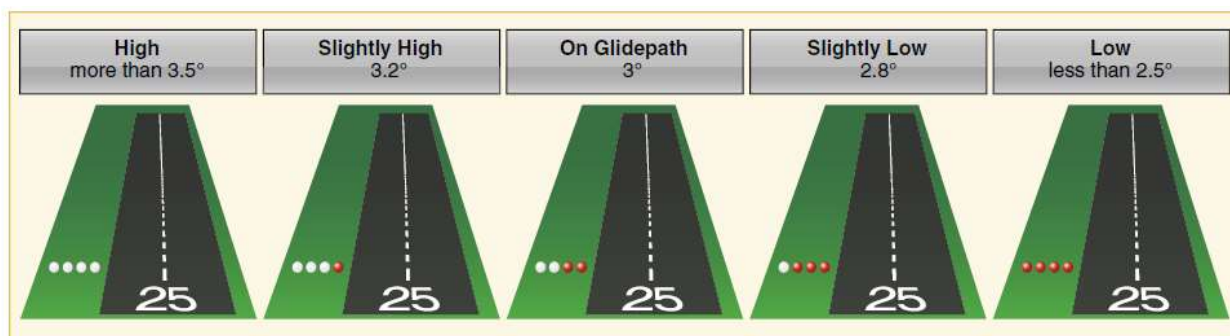 High
more than 3.5°
Slightly High
3.2°
On Glidepath
3°
Slightly Low
2.8°
Low
less than 2.5°
25
25
25
25
25